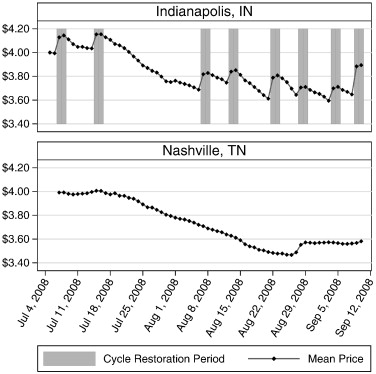 Indianapolis, IN
$4.20
$4.00
$3.80
$3.60
$3.40
Nashville, TN
$4.20
$4.00
$3.80
$3.60
$3.40
Jul 4, 2008
Jul 11, 2008
Jul 18, 2008
Jul 25, 2008
Aug 1, 2008
Aug 8, 2008
Aug 15, 2008
Aug 22, 2008
Aug 29, 2008
Sep 5, 2008
Sep 12, 2008
Cycle Restoration Period
Mean Price